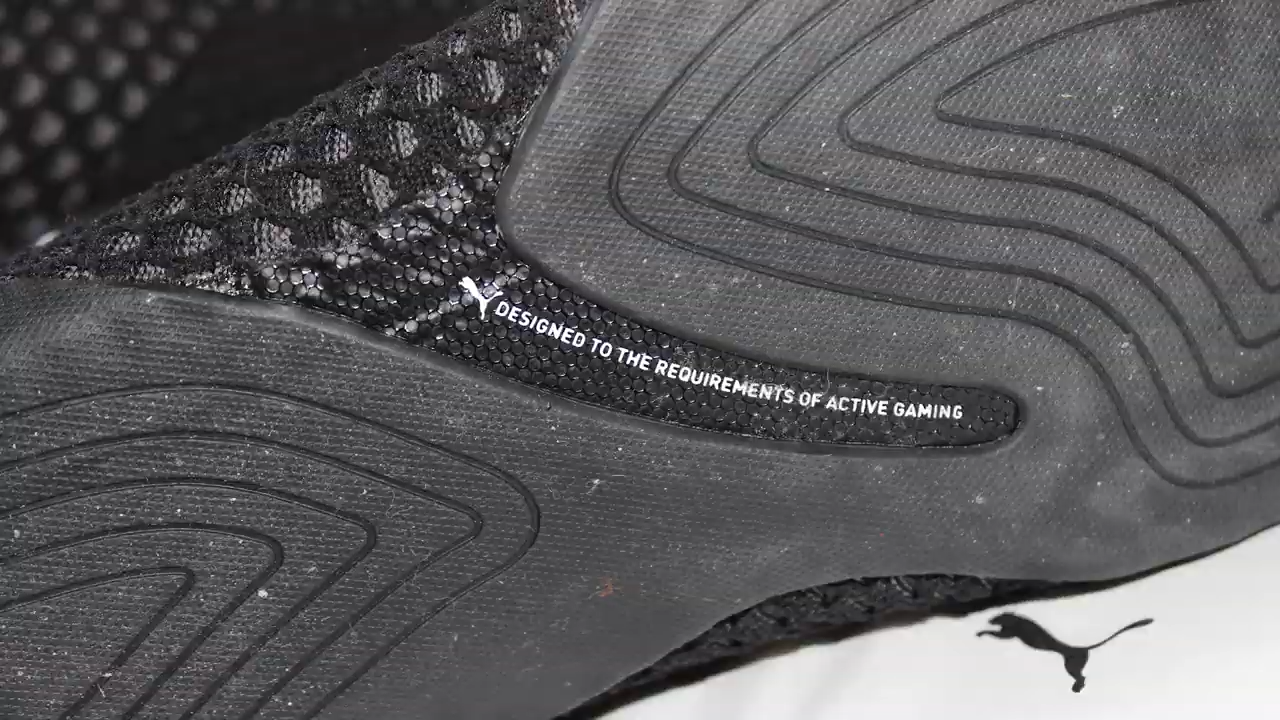 DESIGNED TO THE REQUIREMENTS OF ACTIVE GAMING